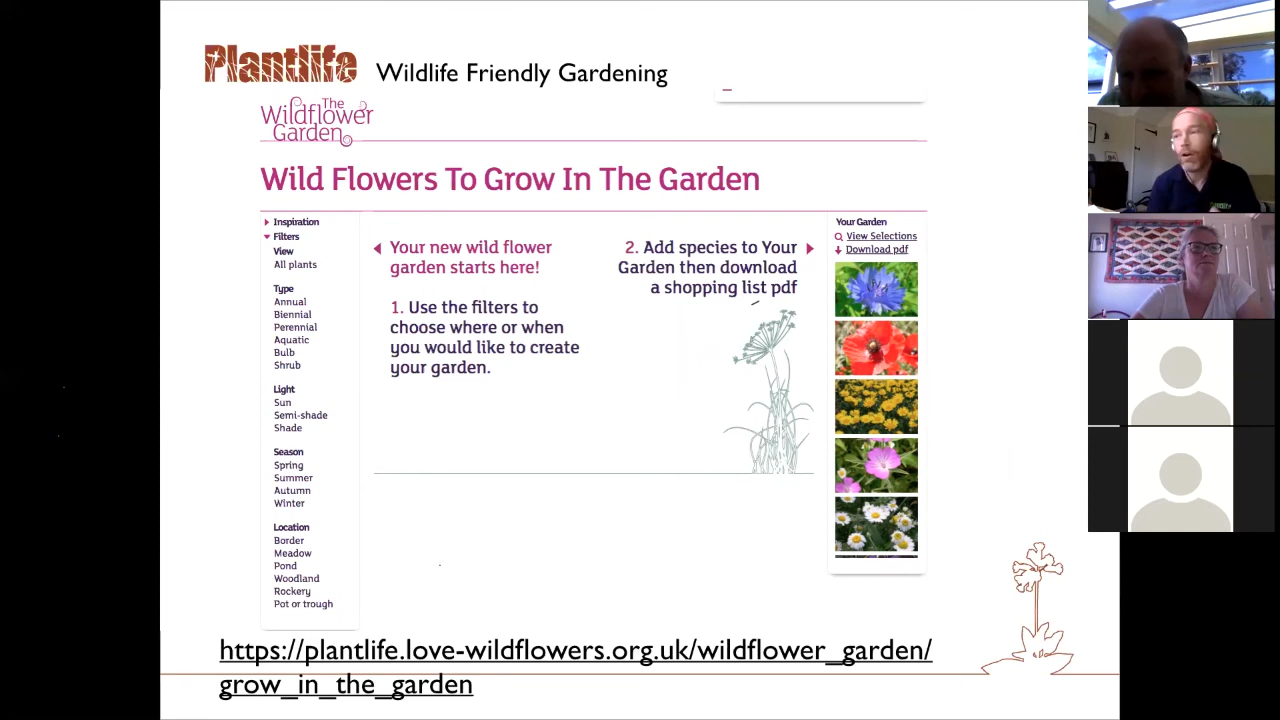 Plantlife Wildlife Friendly Gardening
The
Wildflower
Garden
Wild Flowers To Grow In The Garden
Inspiration
Filters
View
All plants
Type
Annual
Biennial
Perennial
Aquatic
Bulb
Shrub
Light
Sun
Semi-shade
Shade
Season
Spring
Summer
Autumn
Winter
Location
Border
Meadow
Pond
Woodland
Rockery
Pot or trough
Your new wild flower
garden starts here!
1. Use the filters to
choose where or when
you would like to create
your garden.
2. Add species to Your
Garden then download
a shopping list pdf
Your Garden
View Selections
Download pdf
https://plantlife.love-wildflowers.org.uk/wildflower_garden/
grow_in_the_garden